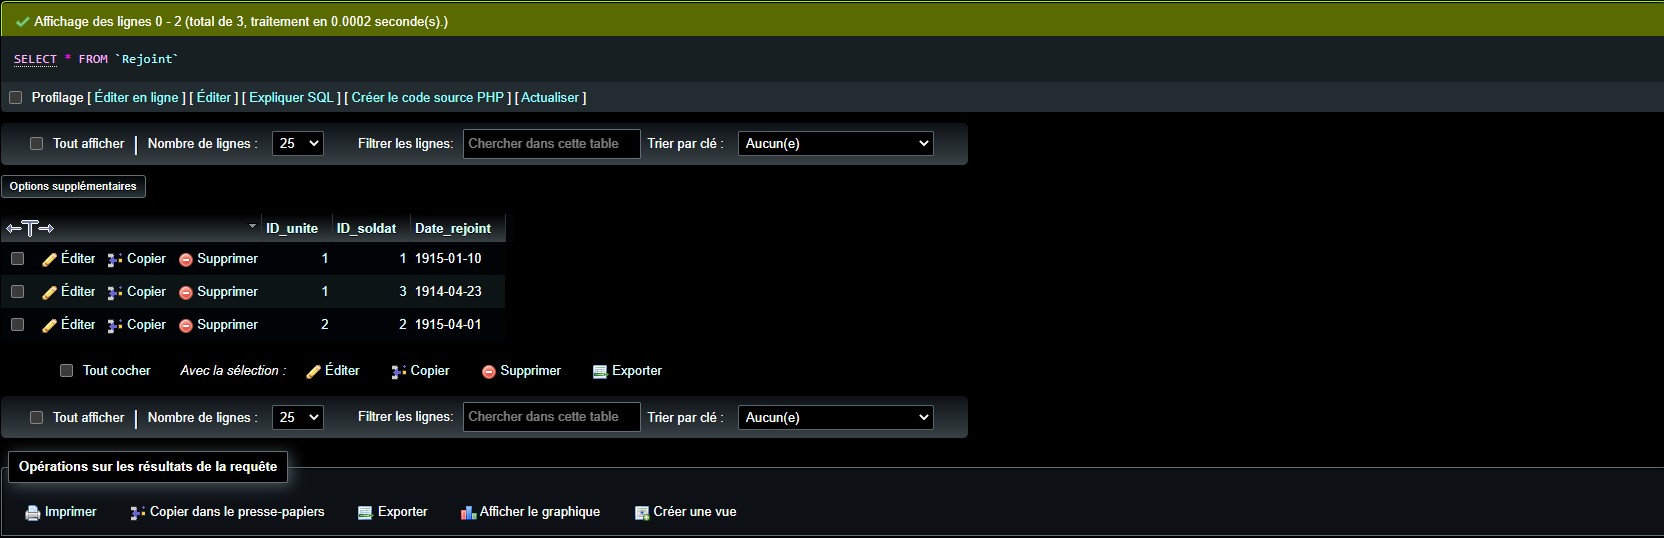 Affichage des lignes 0 - 2 (total de 3, traitement en 0.0002 seconde(s).)
SELECT * FROM `Rejoint`
Profilage [ Éditer en ligne ] [ Éditer ] [ Expliquer SQL ] [ Créer le code source PHP ] [ Actualiser ]
Tout afficher | Nombre de lignes : 25 Filtrer les lignes: Chercher dans cette table Trier par clé : Aucun(e)
Options supplémentaires
ID_unite ID_soldat Date_rejoint
Éditer Copier Supprimer 1 1 1915-01-10
Éditer Copier Supprimer 1 3 1914-04-23
Éditer Copier Supprimer 2 2 1915-04-01
Tout cocher Avec la sélection : Éditer Copier Supprimer Exporter
Tout afficher | Nombre de lignes : 25 Filtrer les lignes: Chercher dans cette table Trier par clé : Aucun(e)
Opérations sur les résultats de la requête
Imprimer Copier dans le presse-papiers Exporter Afficher le graphique Créer une vue